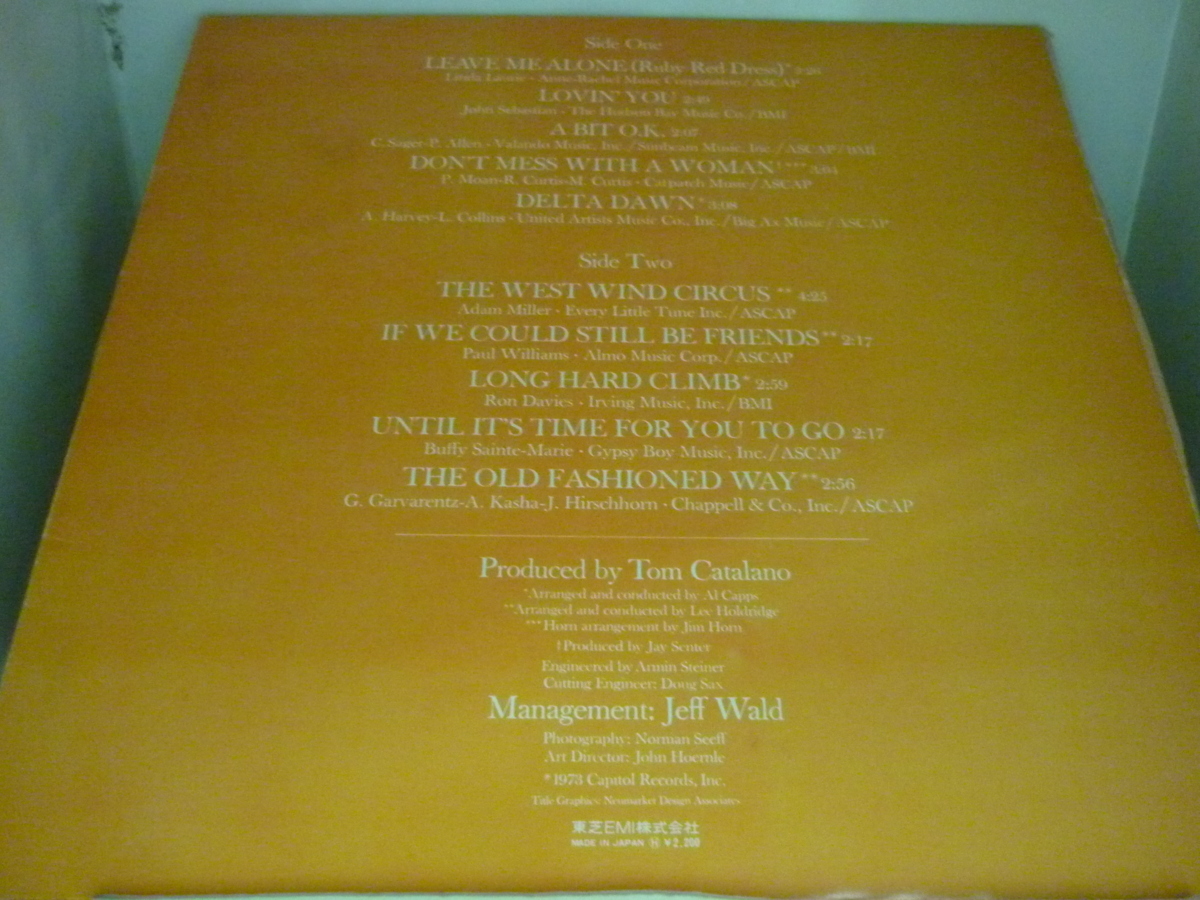 Side One
LEAVE ME ALONE (Ruby Red Dress)* 3:26
Linda Laurie · Anne-Rachel Music Corporation/ASCAP
LOVIN' YOU 2:49
John Sebastian · The Hudson Bay Music Co./BMI
A BIT O.K. 2:07
C. Sager-P. Allen · Valando Music, Inc./Sunbeam Music, Inc./ASCAP/BMI
DON'T MESS WITH A WOMAN†*** 3:04
P. Moan-R. Curtis-M. Curtis · Catpatch Music/ASCAP
DELTA DAWN* 3:08
A. Harvey-L. Collins · United Artists Music Co., Inc./Big Ax Music/ASCAP
Side Two
THE WEST WIND CIRCUS ** 4:25
Adam Miller · Every Little Tune Inc./ASCAP
IF WE COULD STILL BE FRIENDS** 2:17
Paul Williams · Almo Music Corp./ASCAP
LONG HARD CLIMB* 2:59
Ron Davies · Irving Music, Inc./BMI
UNTIL IT'S TIME FOR YOU TO GO 2:17
Buffy Sainte-Marie · Gypsy Boy Music, Inc./ASCAP
THE OLD FASHIONED WAY** 2:56
G. Garvarentz-A. Kasha-J. Hirschhorn · Chappell & Co., Inc./ASCAP
Produced by Tom Catalano
*Arranged and conducted by Al Capps
**Arranged and conducted by Lee Holdridge
***Horn arrangement by Jim Horn
†Produced by Jay Senter
Engineered by Armin Steiner
Cutting Engineer: Doug Sax
Management: Jeff Wald
Photography: Norman Seeff
Art Director: John Hoernle
℗1973 Capitol Records, Inc.
Title Graphics: Neumarket Design Associates
東芝EMI株式会社
MADE IN JAPAN Ⓗ ¥2,200